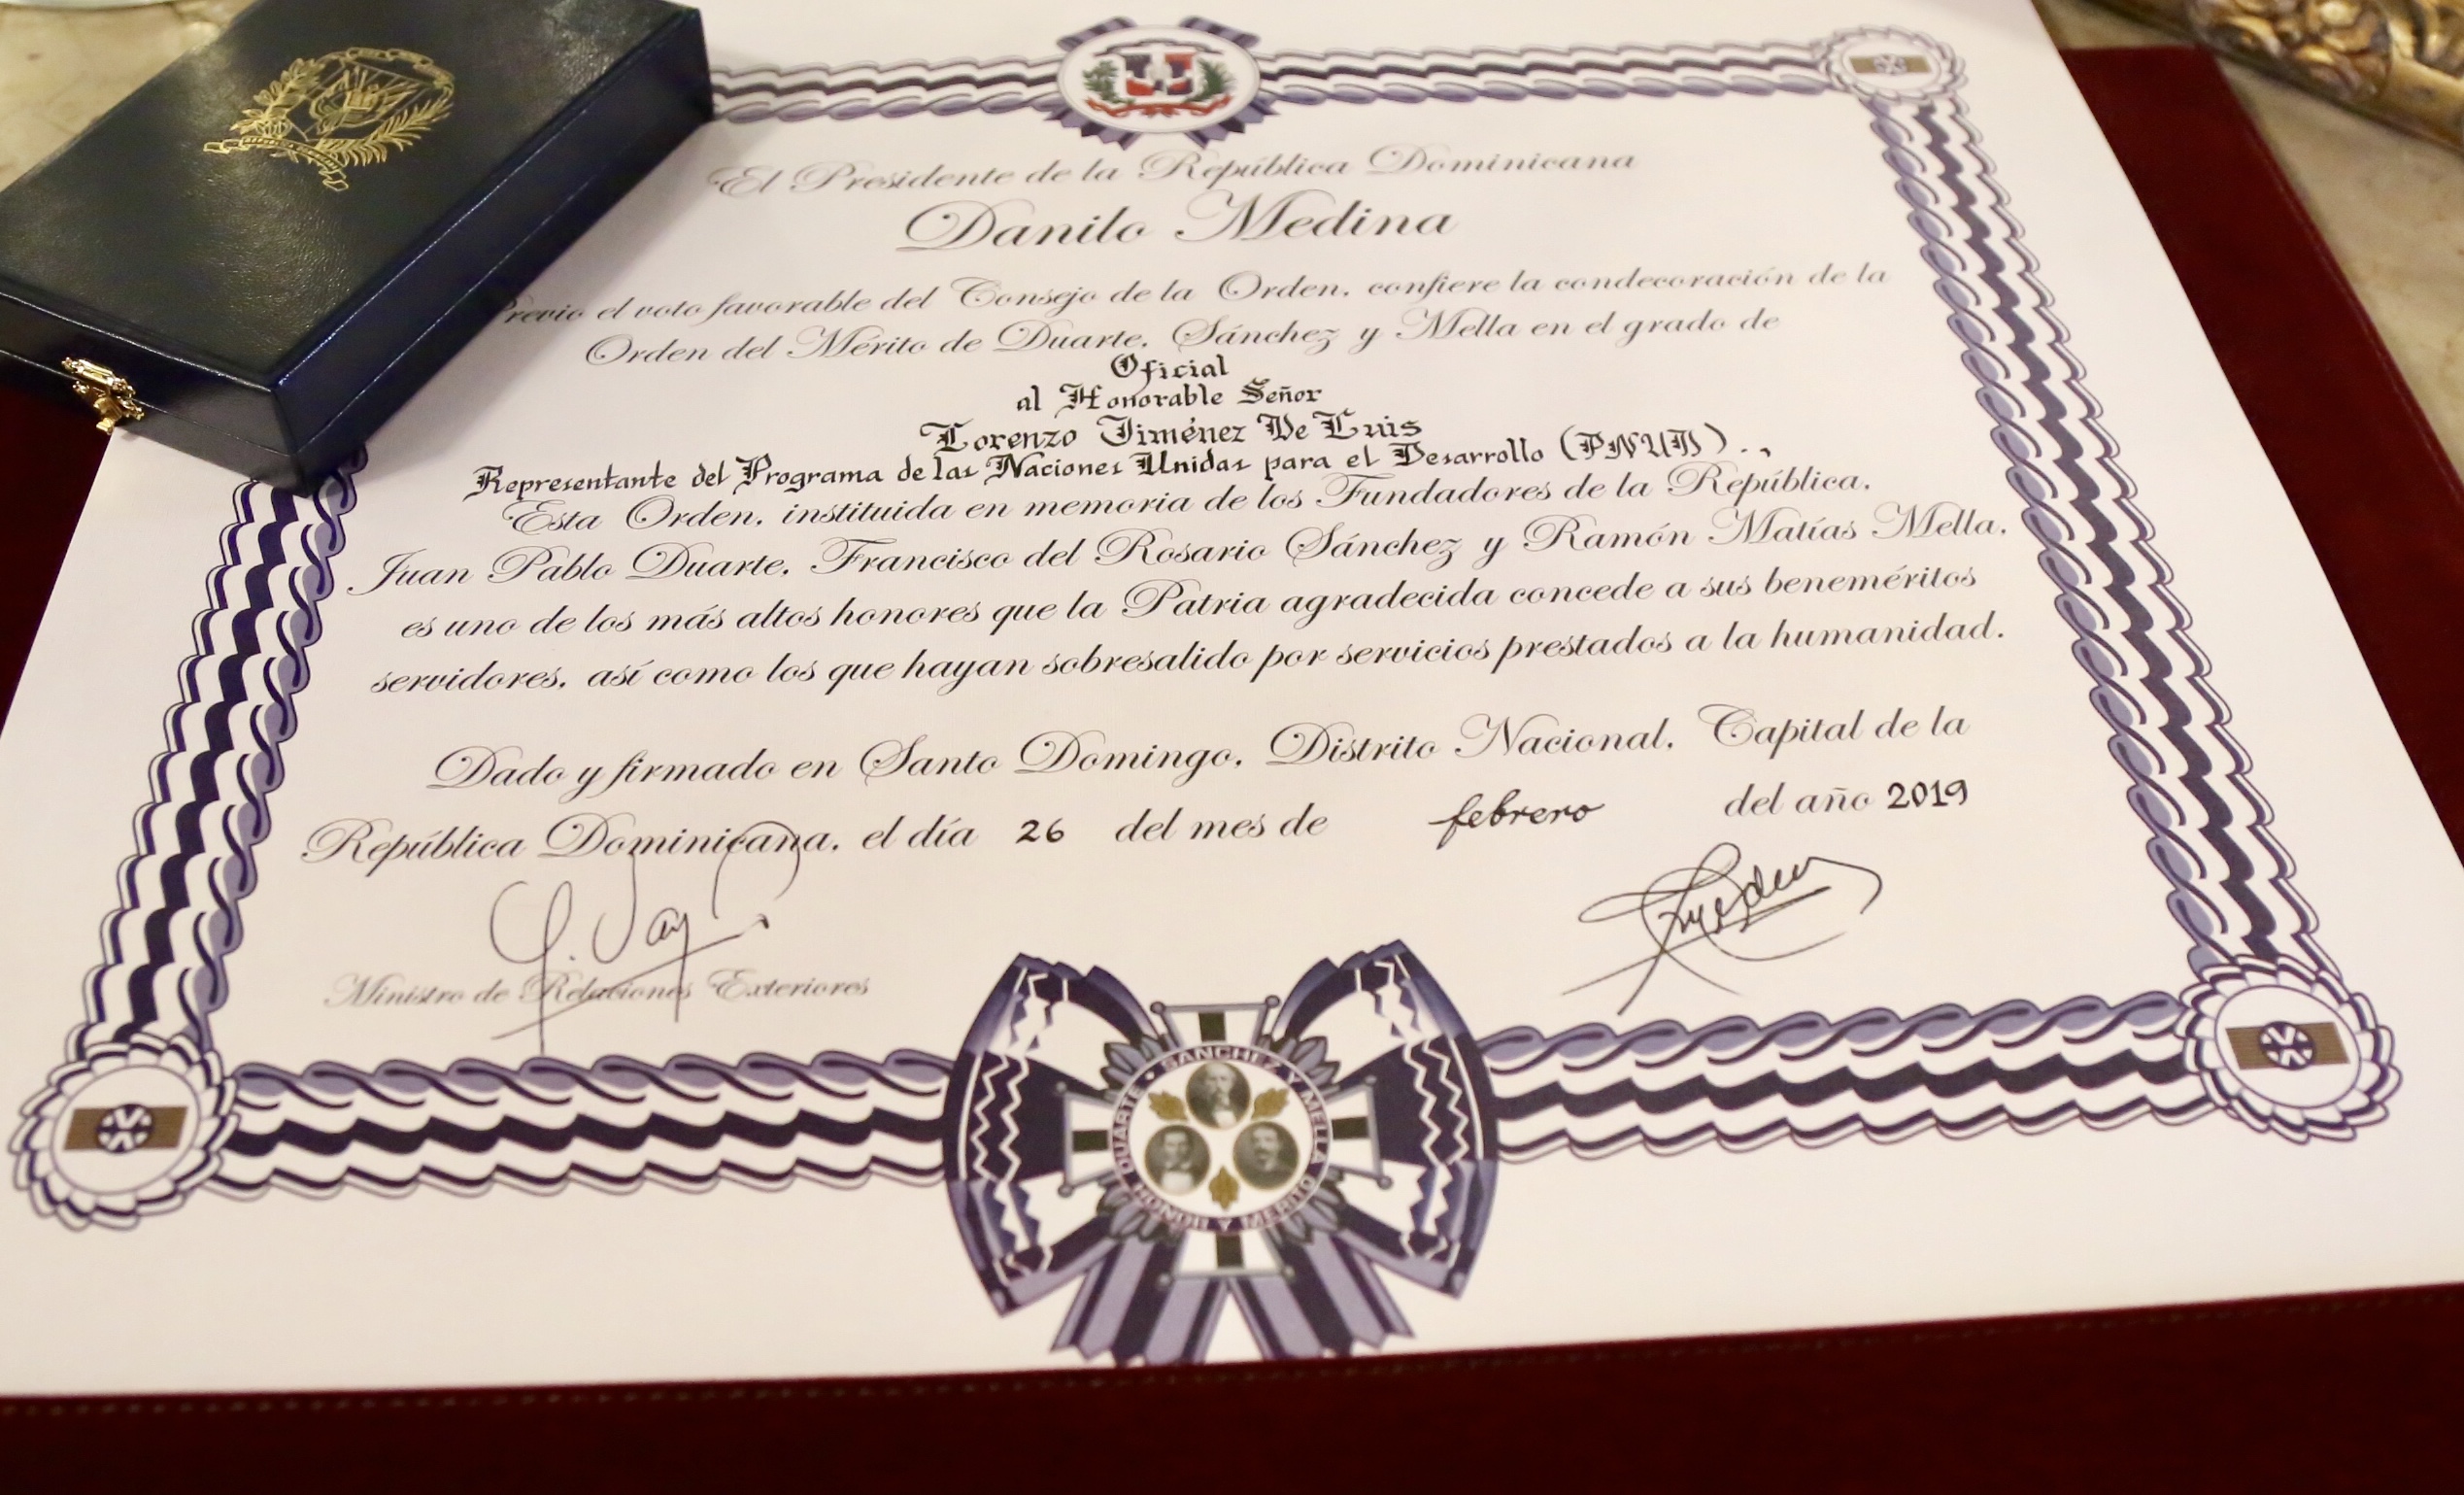 El Presidente de la República Dominicana
Danilo Medina
Previo el voto favorable del Consejo de la Orden, confiere la condecoración de la
Orden del Mérito de Duarte, Sánchez y Mella en el grado de
Oficial
al Honorable Señor
Lorenzo Jiménez De Luis
Representante del Programa de las Naciones Unidas para el Desarrollo (PNUD).,
Esta Orden, instituida en memoria de los Fundadores de la República,
Juan Pablo Duarte, Francisco del Rosario Sánchez y Ramón Matías Mella,
es uno de los más altos honores que la Patria agradecida concede a sus beneméritos
servidores, así como los que hayan sobresalido por servicios prestados a la humanidad.
Dado y firmado en Santo Domingo, Distrito Nacional, Capital de la
República Dominicana, el día 26 del mes de febrero del año 2019
Ministro de Relaciones Exteriores
DUARTE • SANCHEZ Y MELLA
HONOR Y MERITO